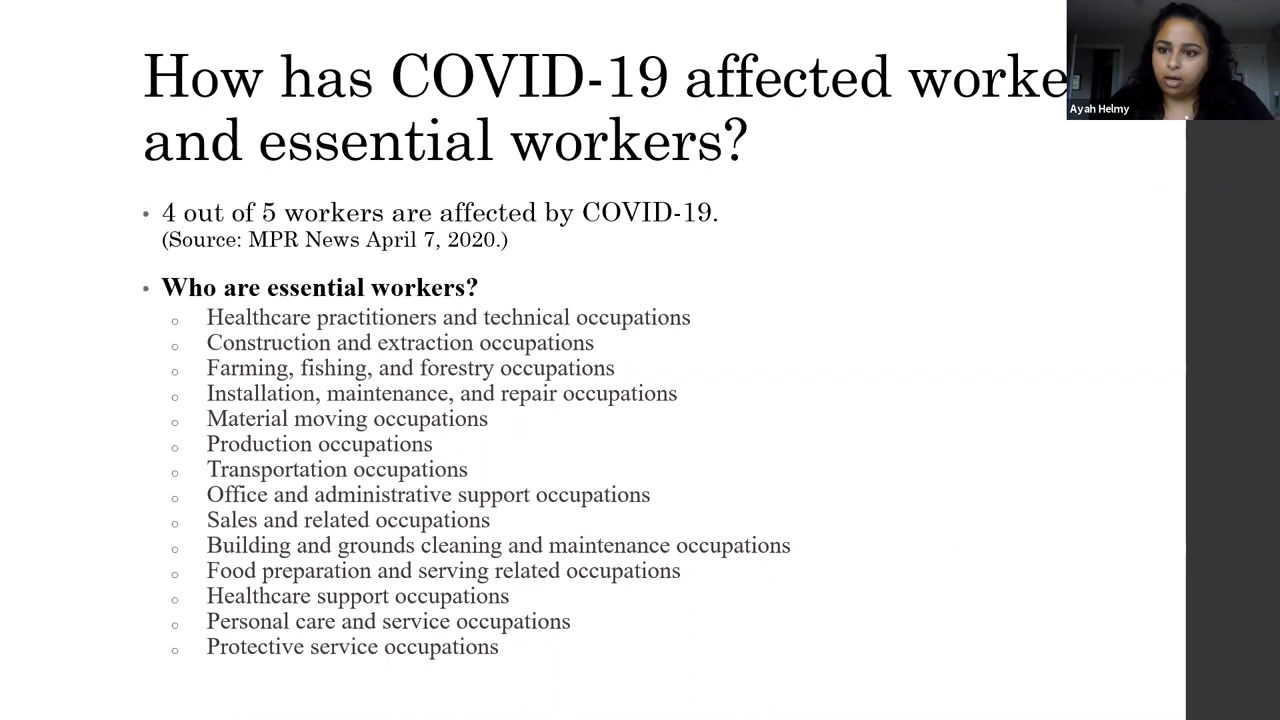 How has COVID-19 affected worke
and essential workers?
Ayah Helmy
• 4 out of 5 workers are affected by COVID-19.
(Source: MPR News April 7, 2020.)
• Who are essential workers?
○ Healthcare practitioners and technical occupations
○ Construction and extraction occupations
○ Farming, fishing, and forestry occupations
○ Installation, maintenance, and repair occupations
○ Material moving occupations
○ Production occupations
○ Transportation occupations
○ Office and administrative support occupations
○ Sales and related occupations
○ Building and grounds cleaning and maintenance occupations
○ Food preparation and serving related occupations
○ Healthcare support occupations
○ Personal care and service occupations
○ Protective service occupations